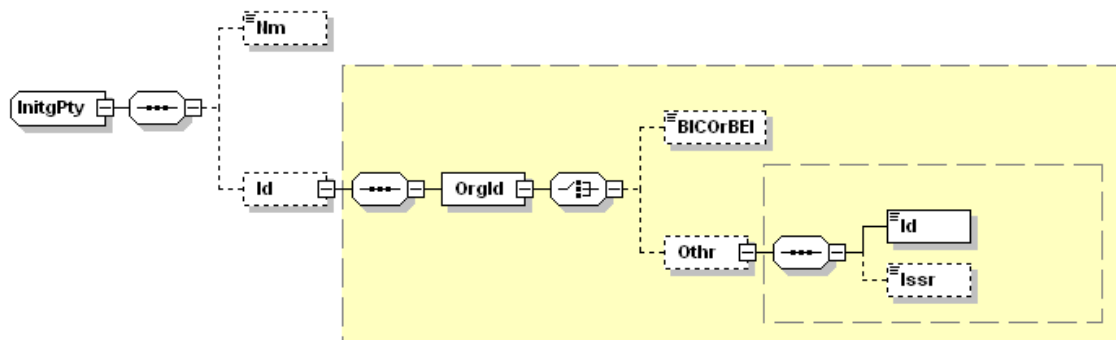 Nm
InitgPty
BICOrBEI
Id
OrgId
Id
Othr
Issr